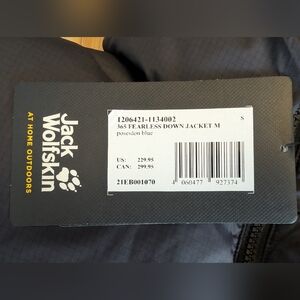 Jack
Wolfskin
AT HOME OUTDOORS
1206421-1134002 S
365 FEARLESS DOWN JACKET M
poseidon blue
US: 229.95
CAN: 299.95
21EB001070
4 060477 927374